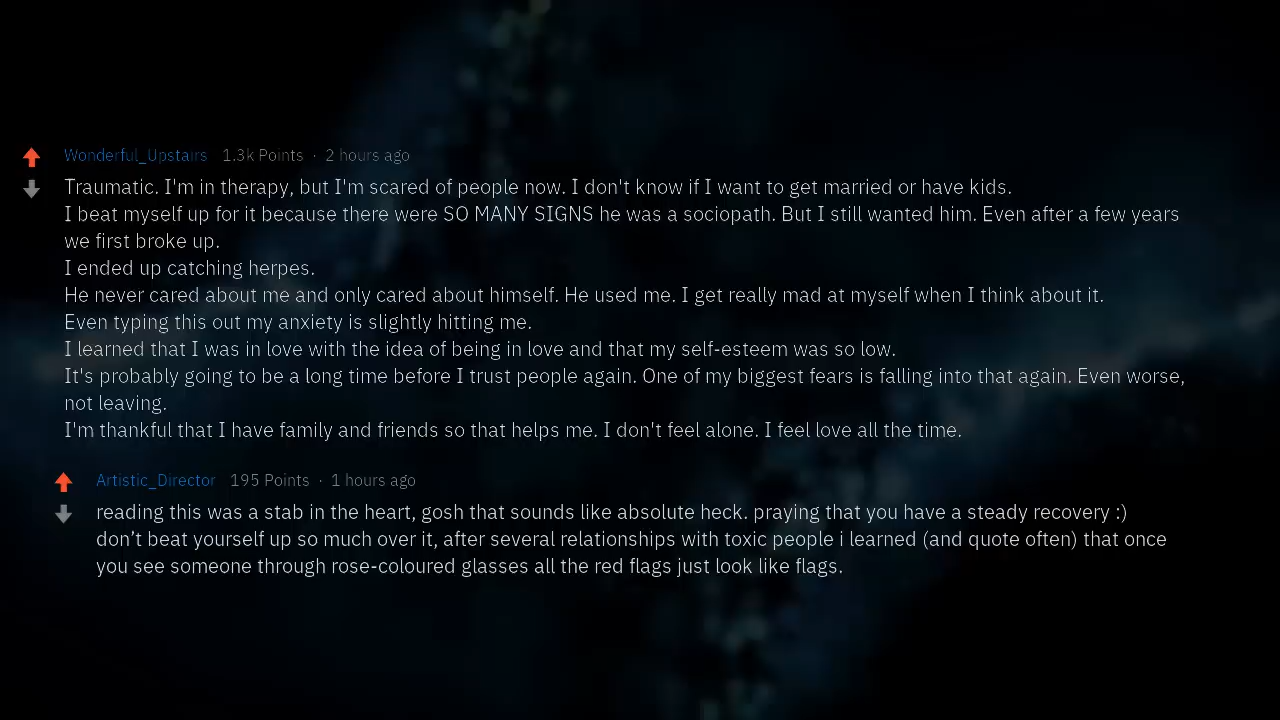 Wonderful_Upstairs 1.3k Points · 2 hours ago
Traumatic. I'm in therapy, but I'm scared of people now. I don't know if I want to get married or have kids.
I beat myself up for it because there were SO MANY SIGNS he was a sociopath. But I still wanted him. Even after a few years
we first broke up.
I ended up catching herpes.
He never cared about me and only cared about himself. He used me. I get really mad at myself when I think about it.
Even typing this out my anxiety is slightly hitting me.
I learned that I was in love with the idea of being in love and that my self-esteem was so low.
It's probably going to be a long time before I trust people again. One of my biggest fears is falling into that again. Even worse,
not leaving.
I'm thankful that I have family and friends so that helps me. I don't feel alone. I feel love all the time.
Artistic_Director 195 Points · 1 hours ago
reading this was a stab in the heart, gosh that sounds like absolute heck. praying that you have a steady recovery :)
don’t beat yourself up so much over it, after several relationships with toxic people i learned (and quote often) that once
you see someone through rose-coloured glasses all the red flags just look like flags.